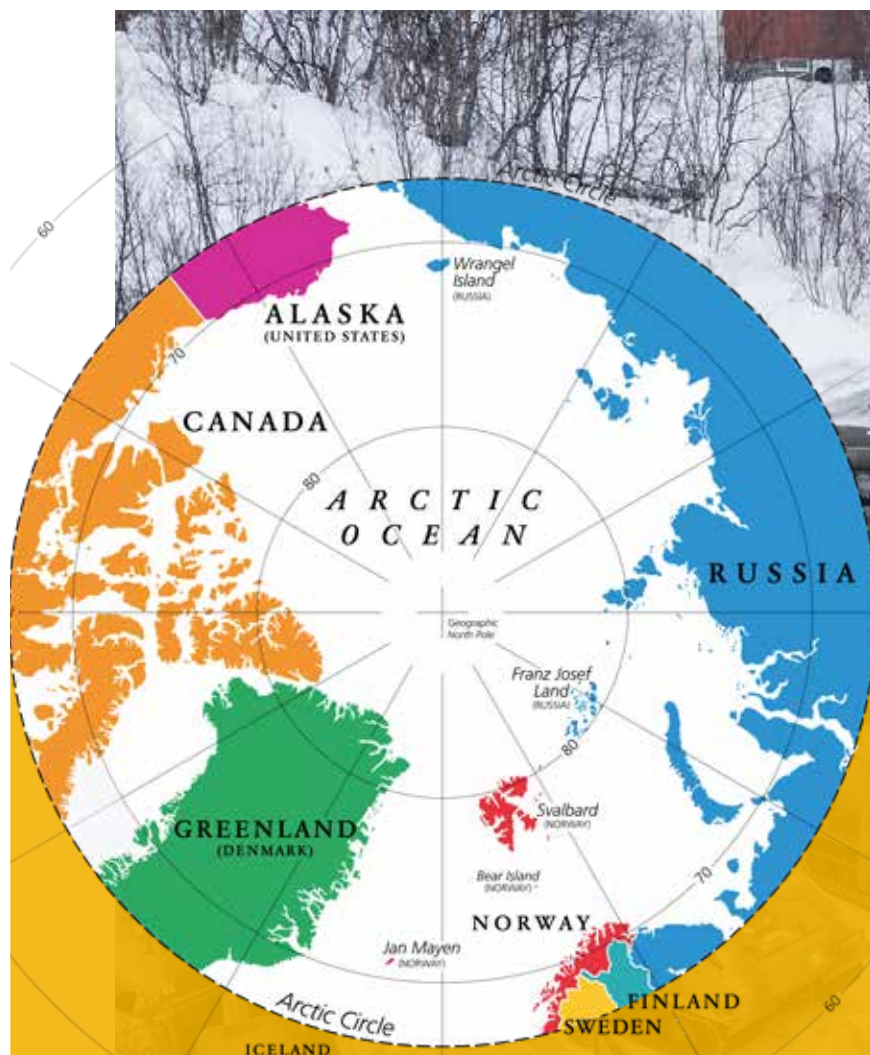 Arctic Circle
60
Wrangel
Island
(RUSSIA)
ALASKA
(UNITED STATES)
70
CANADA
80
ARCTIC
OCEAN
RUSSIA
Geographic
North Pole
Franz Josef
Land
(RUSSIA)
80
Svalbard
(NORWAY)
GREENLAND
(DENMARK)
Bear Island
(NORWAY)
70
NORWAY
Jan Mayen
(NORWAY)
Arctic Circle
FINLAND
SWEDEN
60
ICELAND